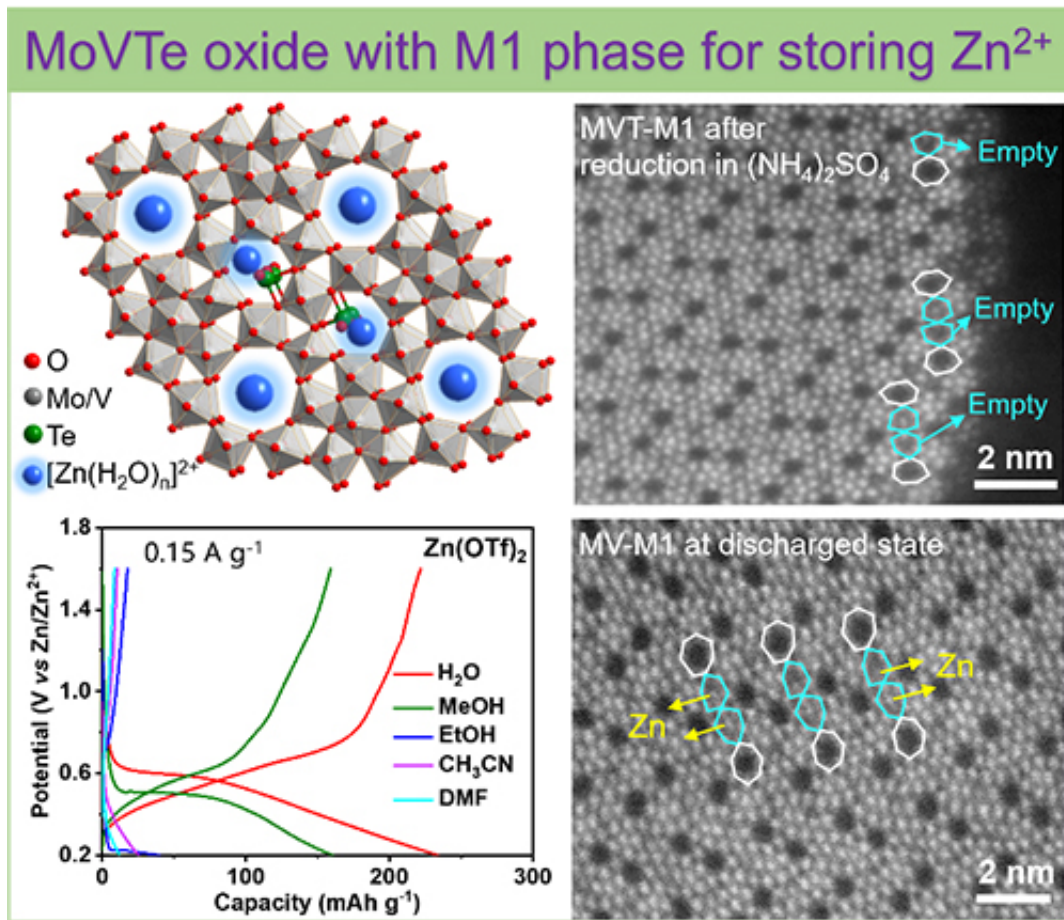 MoVTe oxide with M1 phase for storing Zn²⁺
O
Mo/V
Te
[Zn(H₂O)ₙ]²⁺
MVT-M1 after
reduction in (NH₄)₂SO₄
Empty
Empty
Empty
2 nm
0.15 A g⁻¹
Zn(OTf)₂
1.8
1.4
1.0
0.6
0.2
Potential (V vs Zn/Zn²⁺)
H₂O
MeOH
EtOH
CH₃CN
DMF
0
100
200
300
Capacity (mAh g⁻¹)
MV-M1 at discharged state
Zn
Zn
2 nm